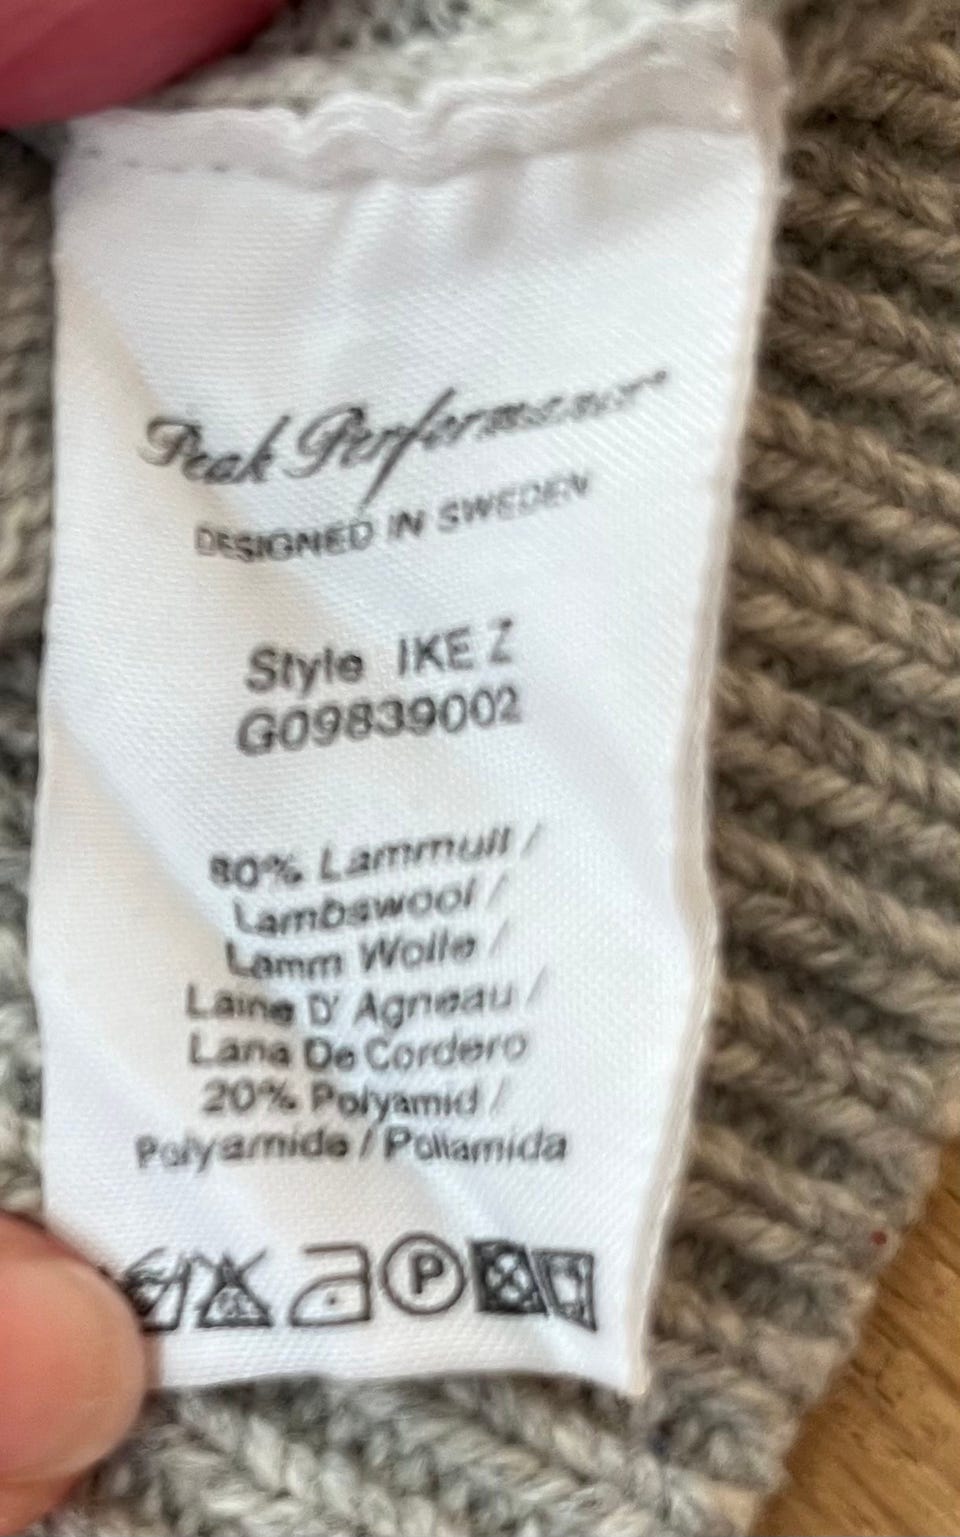 Peak Performance
DESIGNED IN SWEDEN
Style IKE Z
G09839002
80% Lammull /
Lambswool /
Lamm Wolle /
Laine D' Agneau /
Lana De Cordero
20% Polyamid /
Polyamide / Poliamida
P